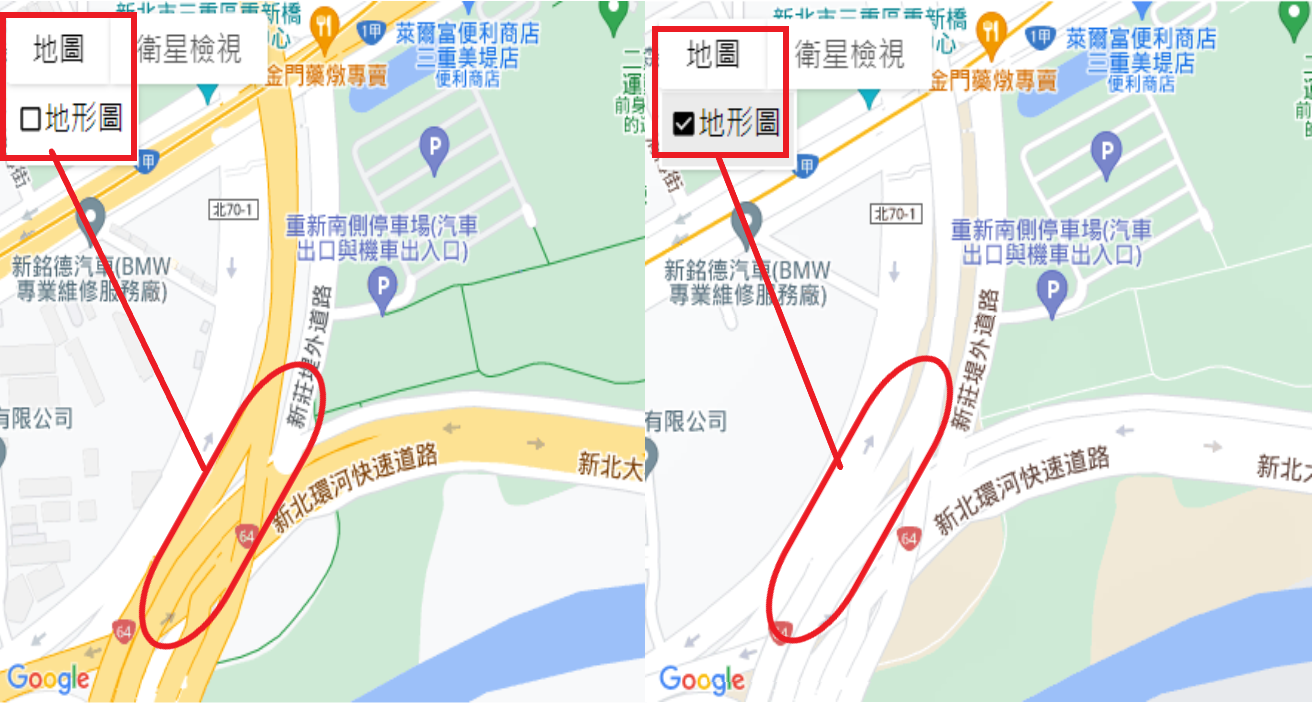 新北市三重區重新橋
心
地圖
衛星檢視
地形圖
1甲
萊爾富便利商店
三重美堤店
便利商店
金門藥燉專賣
二
運
前身
的
P
甲
街
北70-1
重新南側停車場(汽車
出口與機車出入口)
P
新銘德汽車(BMW
專業維修服務廠)
新莊堤外道路
有限公司
新北環河快速道路
新北大
64
64
Google
新北市三重區重新橋
心
地圖
衛星檢視
地形圖
1甲
萊爾富便利商店
三重美堤店
便利商店
金門藥燉專賣
前
的
P
甲
街
北70-1
重新南側停車場(汽車
出口與機車出入口)
P
新銘德汽車(BMW
專業維修服務廠)
新莊堤外道路
有限公司
新北環河快速道路
新北大
64
64
Google